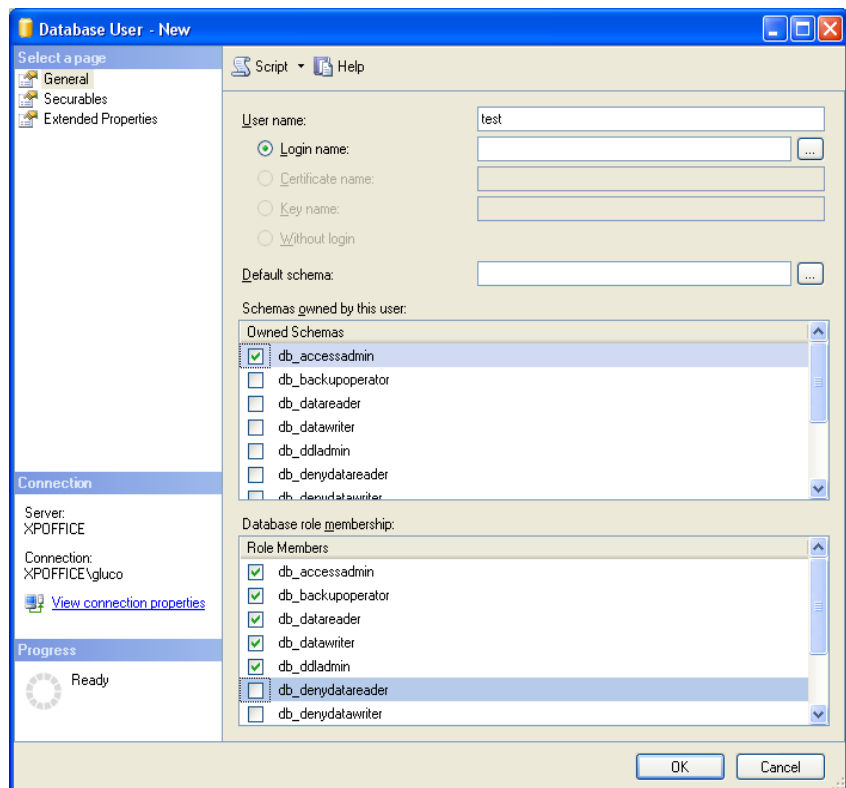 Database User - New
Select a page
General
Securables
Extended Properties
Script
Help
User name:
test
Login name:
...
Certificate name:
Key name:
Without login
Default schema:
...
Schemas owned by this user:
Owned Schemas
db_accessadmin
db_backupoperator
db_datareader
db_datawriter
db_ddladmin
db_denydatareader
db_denydatawriter
Database role membership:
Role Members
db_accessadmin
db_backupoperator
db_datareader
db_datawriter
db_ddladmin
db_denydatareader
db_denydatawriter
Connection
Server:
XPOFFICE
Connection:
XPOFFICE\gluco
View connection properties
Progress
Ready
OK
Cancel